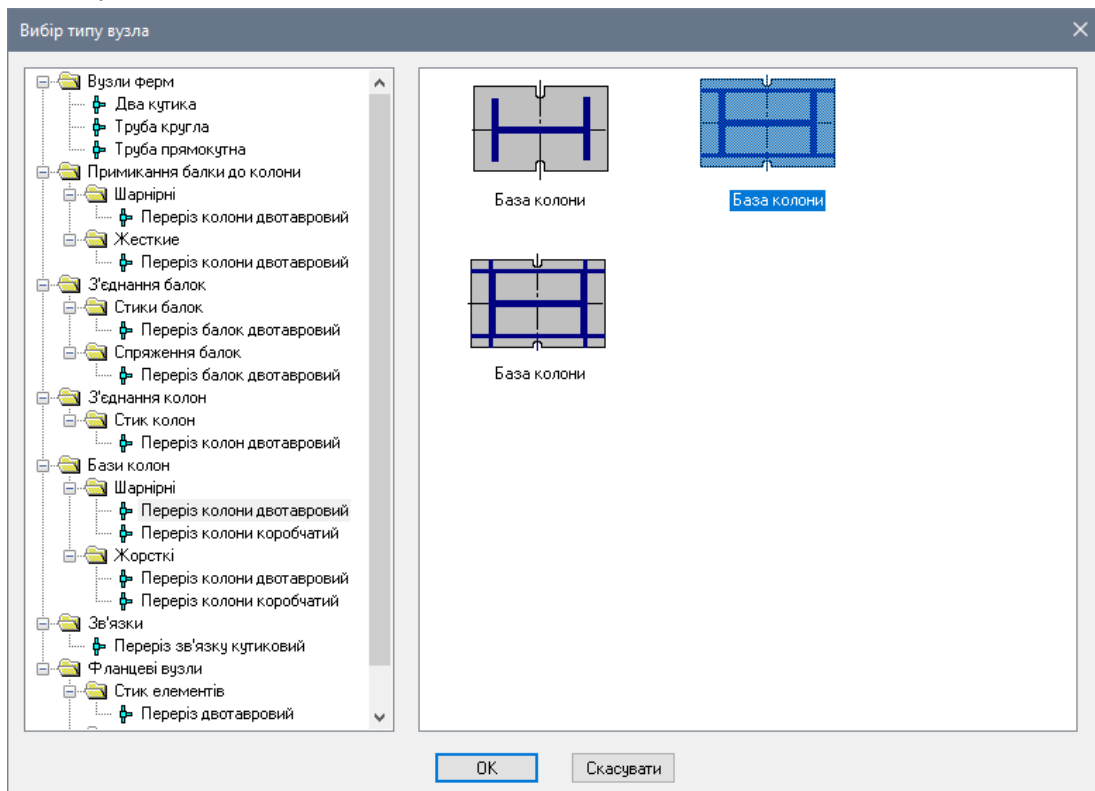 Вибір типу вузла
Вузли ферм
Два кутика
Труба кругла
Труба прямокутна
Примикання балки до колони
Шарнірні
Переріз колони двотавровий
Жесткие
Переріз колони двотавровий
З'єднання балок
Стики балок
Переріз балок двотавровий
Спряження балок
Переріз балок двотавровий
З'єднання колон
Стик колон
Переріз колон двотавровий
Бази колон
Шарнірні
Переріз колони двотавровий
Переріз колони коробчатий
Жорсткі
Переріз колони двотавровий
Переріз колони коробчатий
Зв'язки
Переріз зв'язку кутиковий
Фланцеві вузли
Стик елементів
Переріз двотавровий
База колони
База колони
База колони
OK
Скасувати